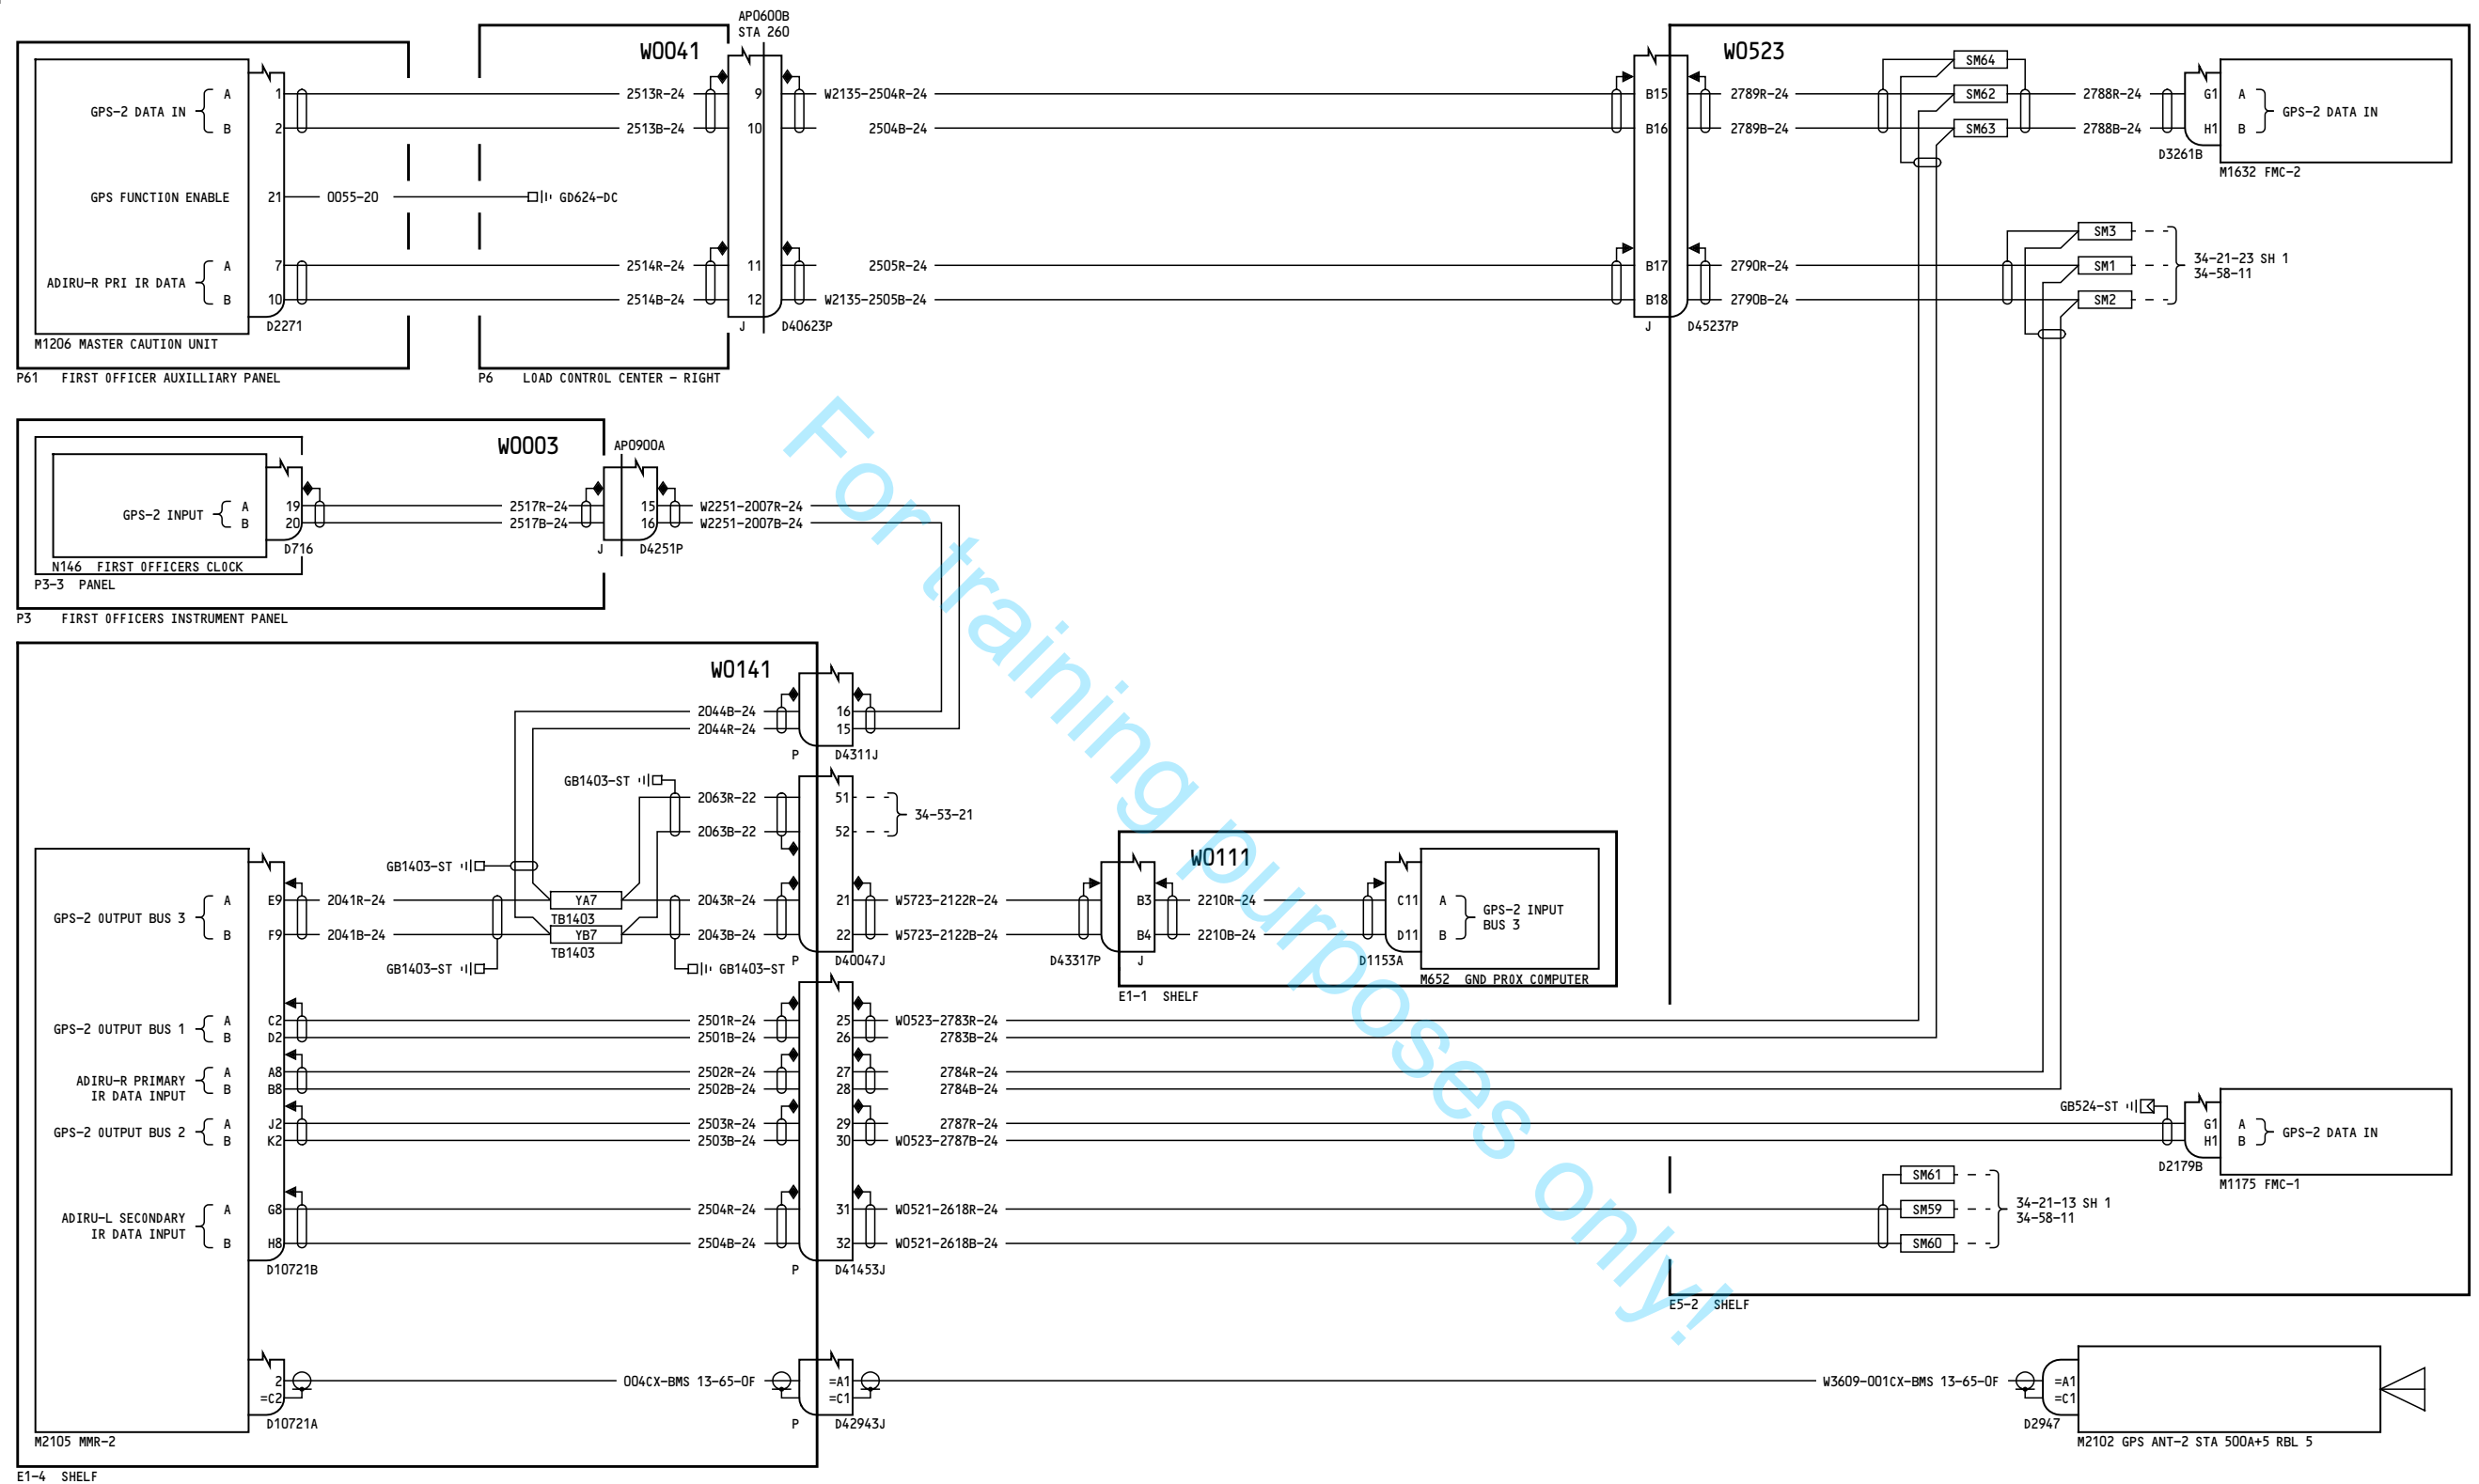 AP0600B
STA 260
W0041
W0523
GPS-2 DATA IN
A
B
1
2
2513R-24
2513B-24
9
10
W2135-2504R-24
2504B-24
B15
B16
2789R-24
2789B-24
SM64
SM62
SM63
2788R-24
2788B-24
G1
H1
A
B
GPS-2 DATA IN
D3261B
M1632 FMC-2
GPS FUNCTION ENABLE
21
0055-20
GD624-DC
ADIRU-R PRI IR DATA
A
B
7
10
2514R-24
2514B-24
11
12
2505R-24
W2135-2505B-24
B17
B18
2790R-24
2790B-24
SM3
SM1
SM2
34-21-23 SH 1
34-58-11
D2271
J
D40623P
J
D45237P
M1206 MASTER CAUTION UNIT
P61 FIRST OFFICER AUXILLIARY PANEL
P6 LOAD CONTROL CENTER – RIGHT
W0003
AP0900A
GPS-2 INPUT
A
B
19
20
2517R-24
2517B-24
15
16
W2251-2007R-24
W2251-2007B-24
D716
J
D4251P
N146 FIRST OFFICERS CLOCK
P3-3 PANEL
P3 FIRST OFFICERS INSTRUMENT PANEL
W0141
2044B-24
2044R-24
16
15
P
D4311J
GB1403-ST
2063R-22
2063B-22
51
52
34-53-21
GB1403-ST
GPS-2 OUTPUT BUS 3
A
B
E9
F9
2041R-24
2041B-24
YA7
TB1403
YB7
TB1403
2043R-24
2043B-24
21
22
W5723-2122R-24
W5723-2122B-24
W0111
B3
B4
2210R-24
2210B-24
C11
D11
A
B
GPS-2 INPUT
BUS 3
GB1403-ST
GB1403-ST
P
D40047J
D43317P
J
D1153A
M652 GND PROX COMPUTER
E1-1 SHELF
GPS-2 OUTPUT BUS 1
A
B
C2
D2
2501R-24
2501B-24
25
26
W0523-2783R-24
2783B-24
ADIRU-R PRIMARY
IR DATA INPUT
A
B
A8
B8
2502R-24
2502B-24
27
28
2784R-24
2784B-24
GPS-2 OUTPUT BUS 2
A
B
J2
K2
2503R-24
2503B-24
29
30
2787R-24
W0523-2787B-24
GB524-ST
G1
H1
A
B
GPS-2 DATA IN
D2179B
M1175 FMC-1
ADIRU-L SECONDARY
IR DATA INPUT
A
B
G8
H8
2504R-24
2504B-24
31
32
W0521-2618R-24
W0521-2618B-24
SM61
SM59
SM60
34-21-13 SH 1
34-58-11
D10721B
P
D41453J
E5-2 SHELF
2
=C2
004CX-BMS 13-65-0F
=A1
=C1
W3609-001CX-BMS 13-65-0F
=A1
=C1
D10721A
P
D42943J
D2947
M2105 MMR-2
M2102 GPS ANT-2 STA 500A+5 RBL 5
E1-4 SHELF
For training purposes only!